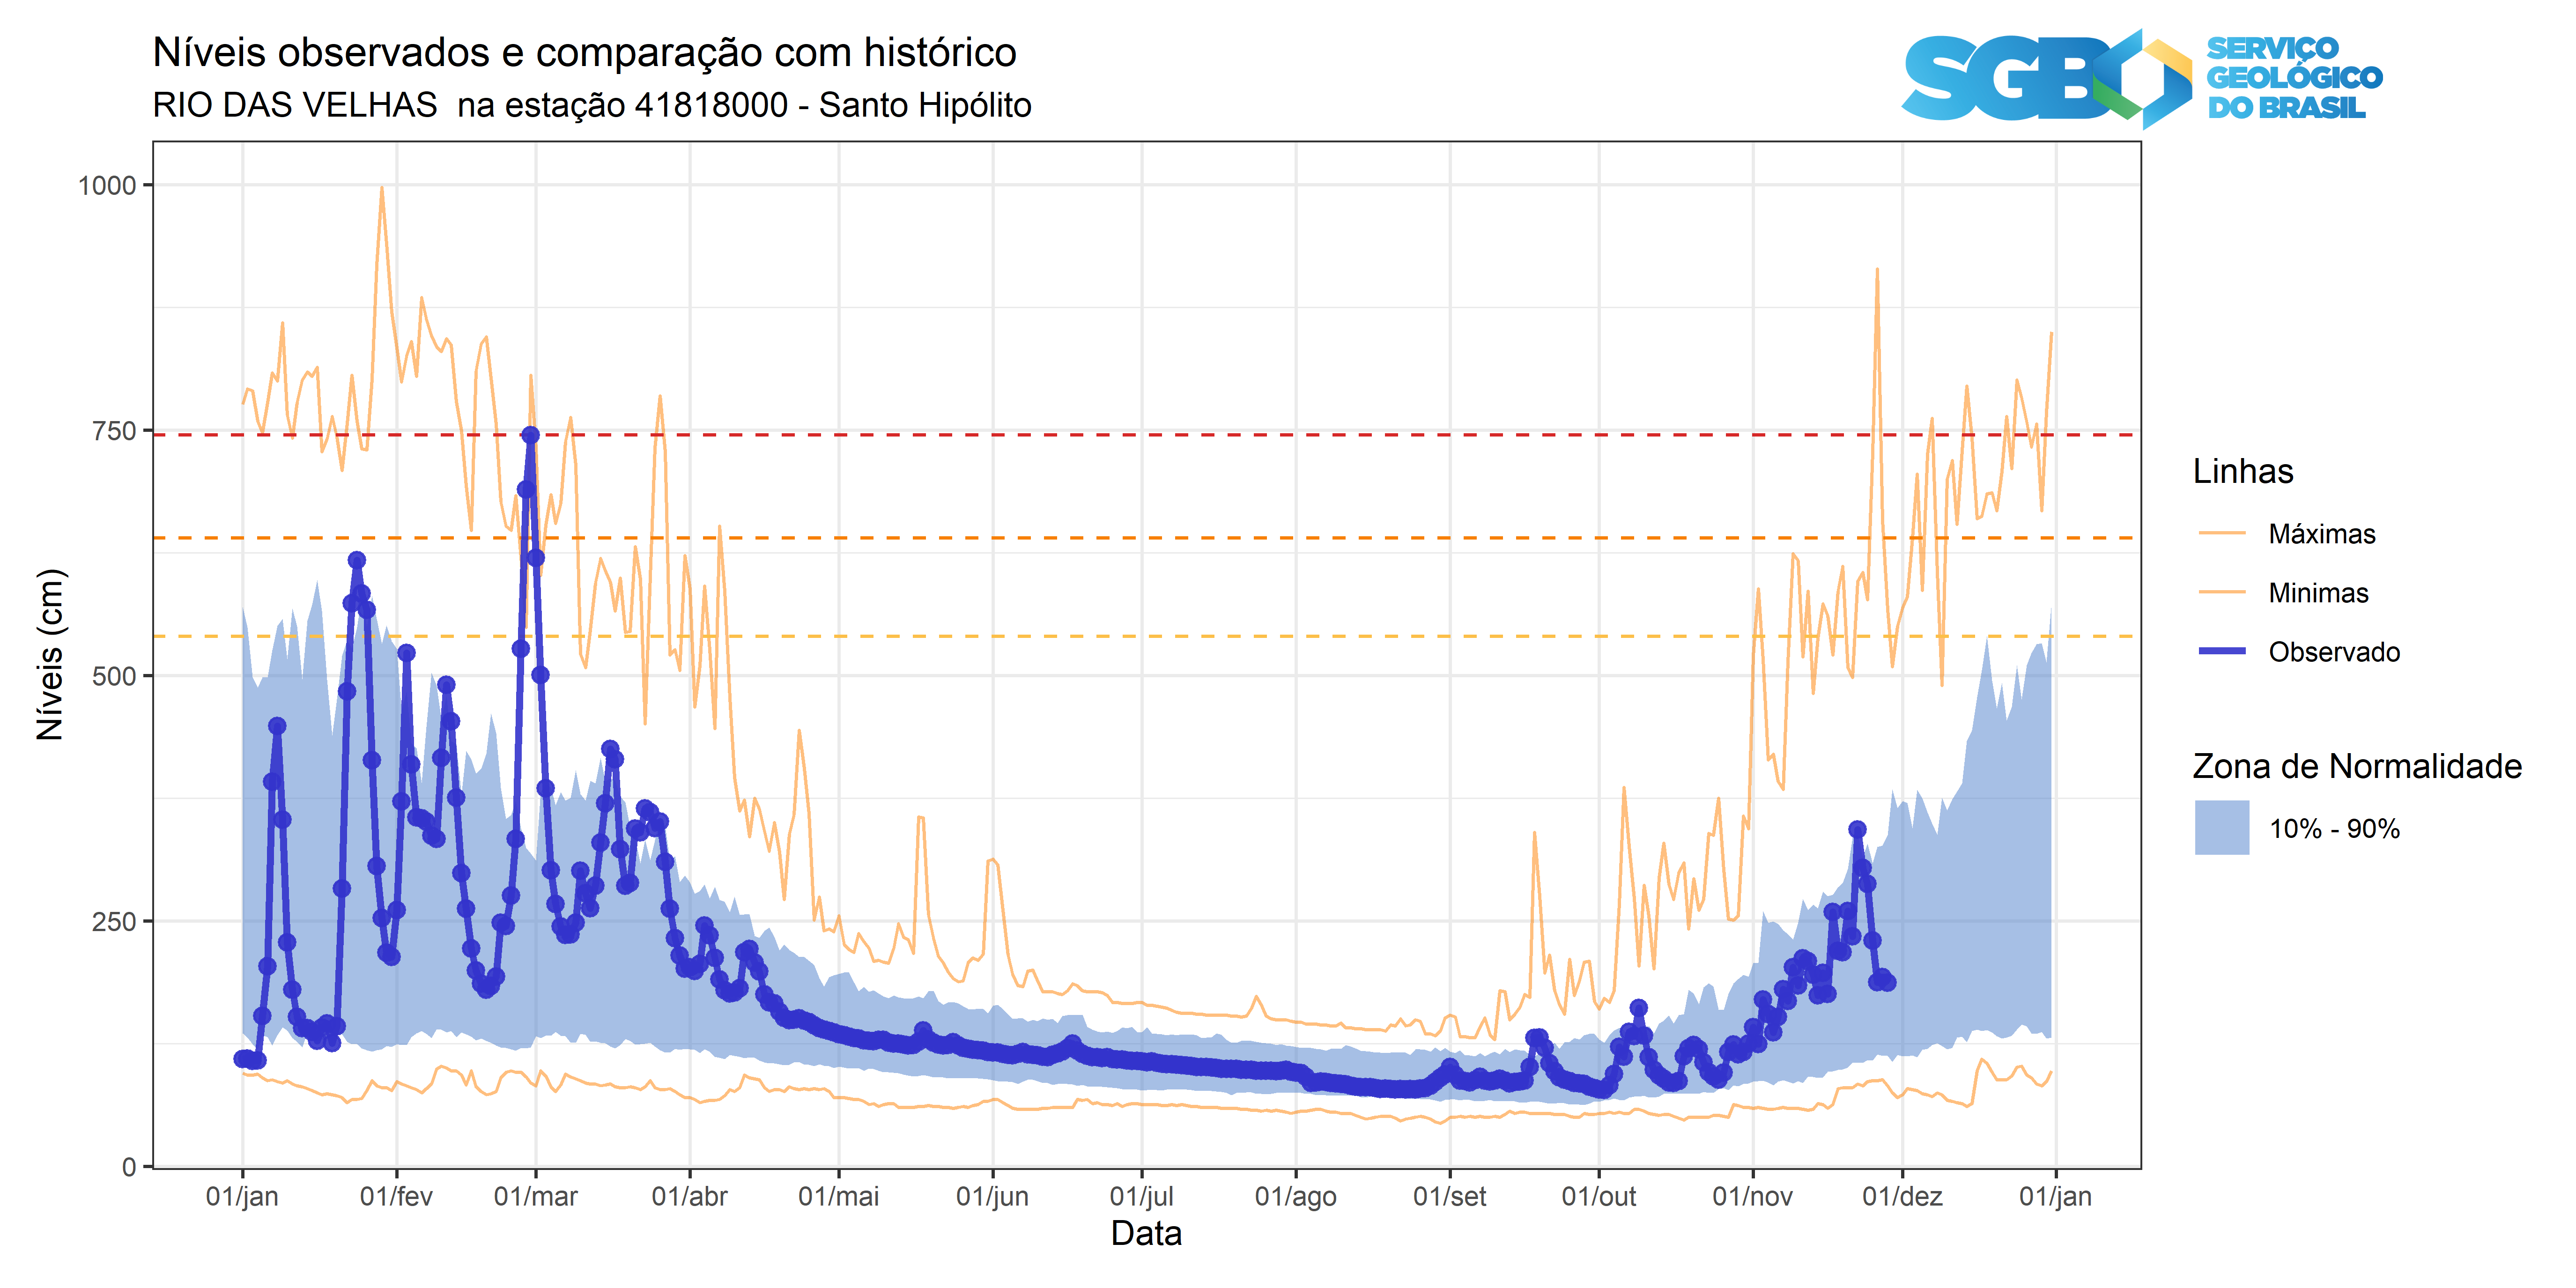 Níveis observados e comparação com histórico
RIO DAS VELHAS  na estação 41818000 - Santo Hipólito
SGB
SERVIÇO
GEOLÓGICO
DO BRASIL
Níveis (cm)
1000
750
500
250
0
01/jan
01/fev
01/mar
01/abr
01/mai
01/jun
01/jul
01/ago
01/set
01/out
01/nov
01/dez
01/jan
Data
Linhas
Máximas
Minimas
Observado
Zona de Normalidade
10% - 90%